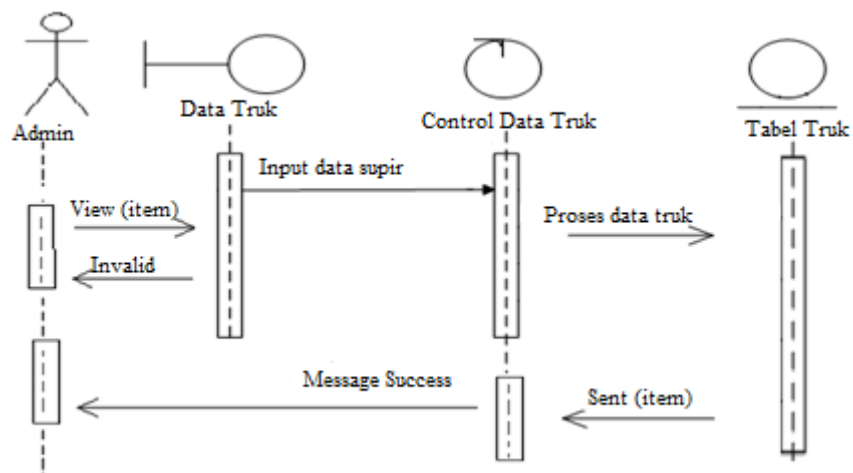 Data Truk
Control Data Truk
Admin
Tabel Truk
Input data supir
View (item)
Proses data truk
Invalid
Message Success
Sent (item)